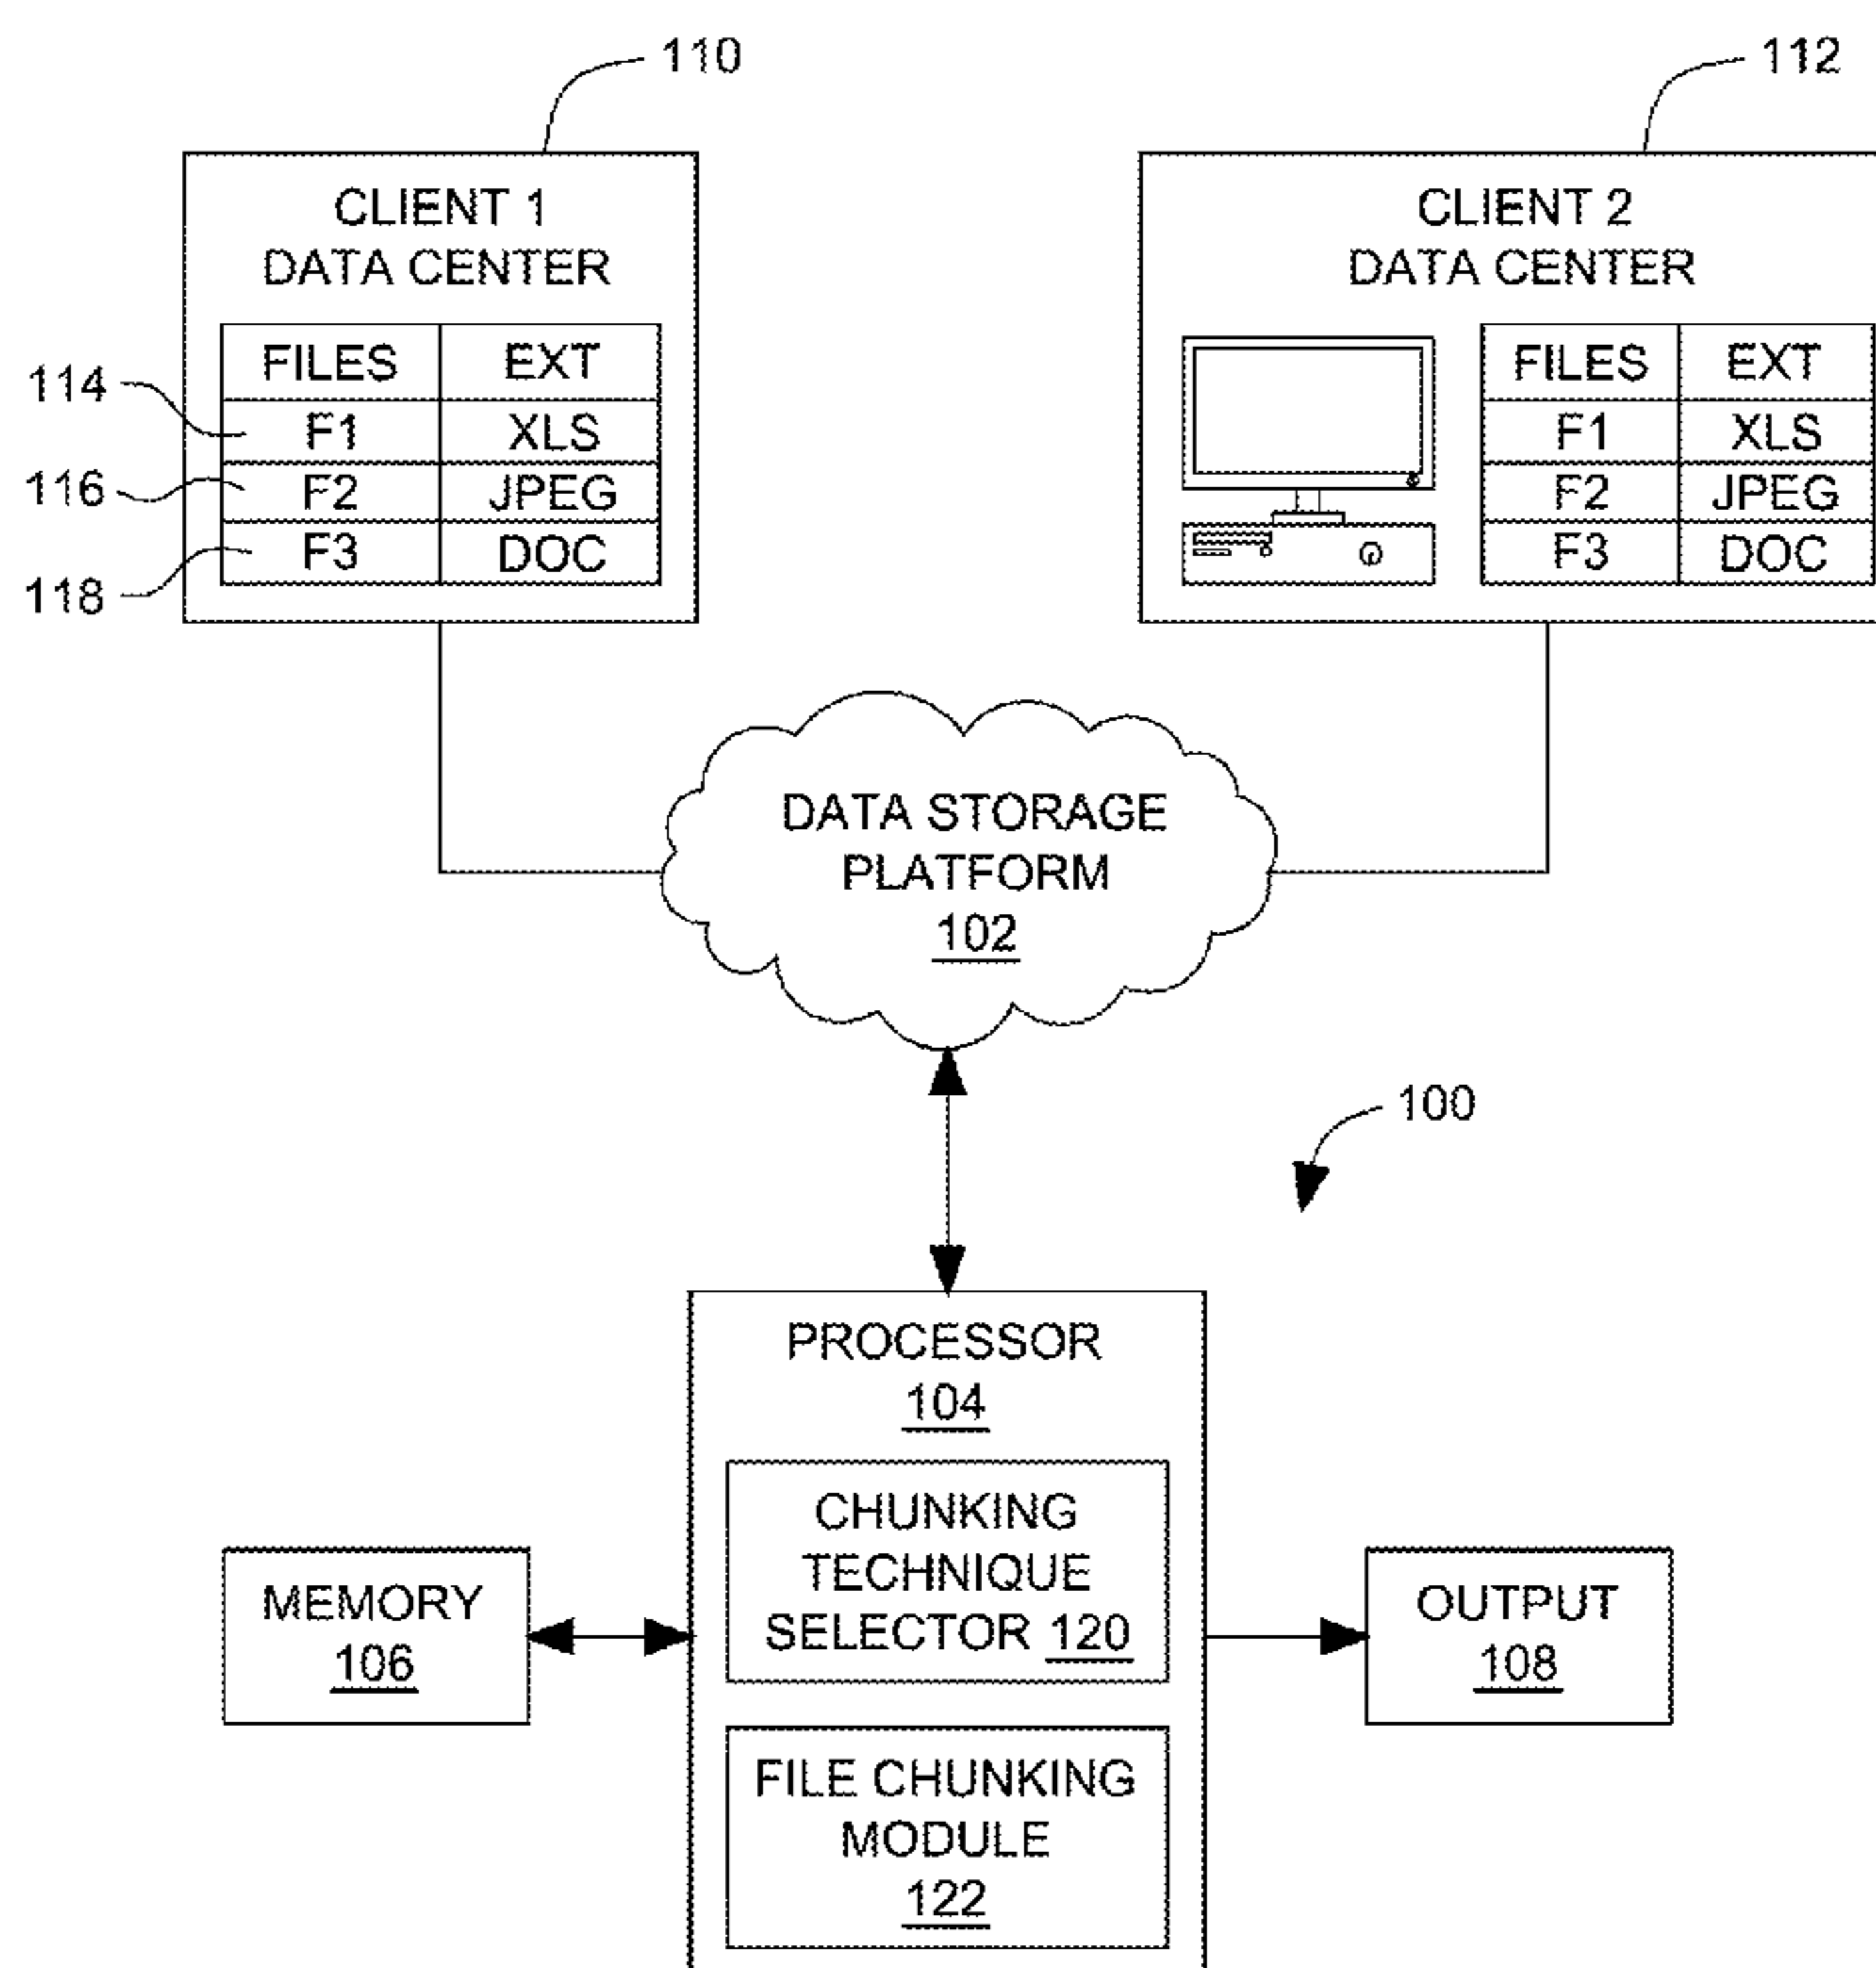 110
112
CLIENT 1
DATA CENTER
FILES EXT
F1 XLS
F2 JPEG
F3 DOC
114
116
118
CLIENT 2
DATA CENTER
FILES EXT
F1 XLS
F2 JPEG
F3 DOC
DATA STORAGE
PLATFORM
102
100
PROCESSOR
104
CHUNKING
TECHNIQUE
SELECTOR 120
FILE CHUNKING
MODULE
122
MEMORY
106
OUTPUT
108